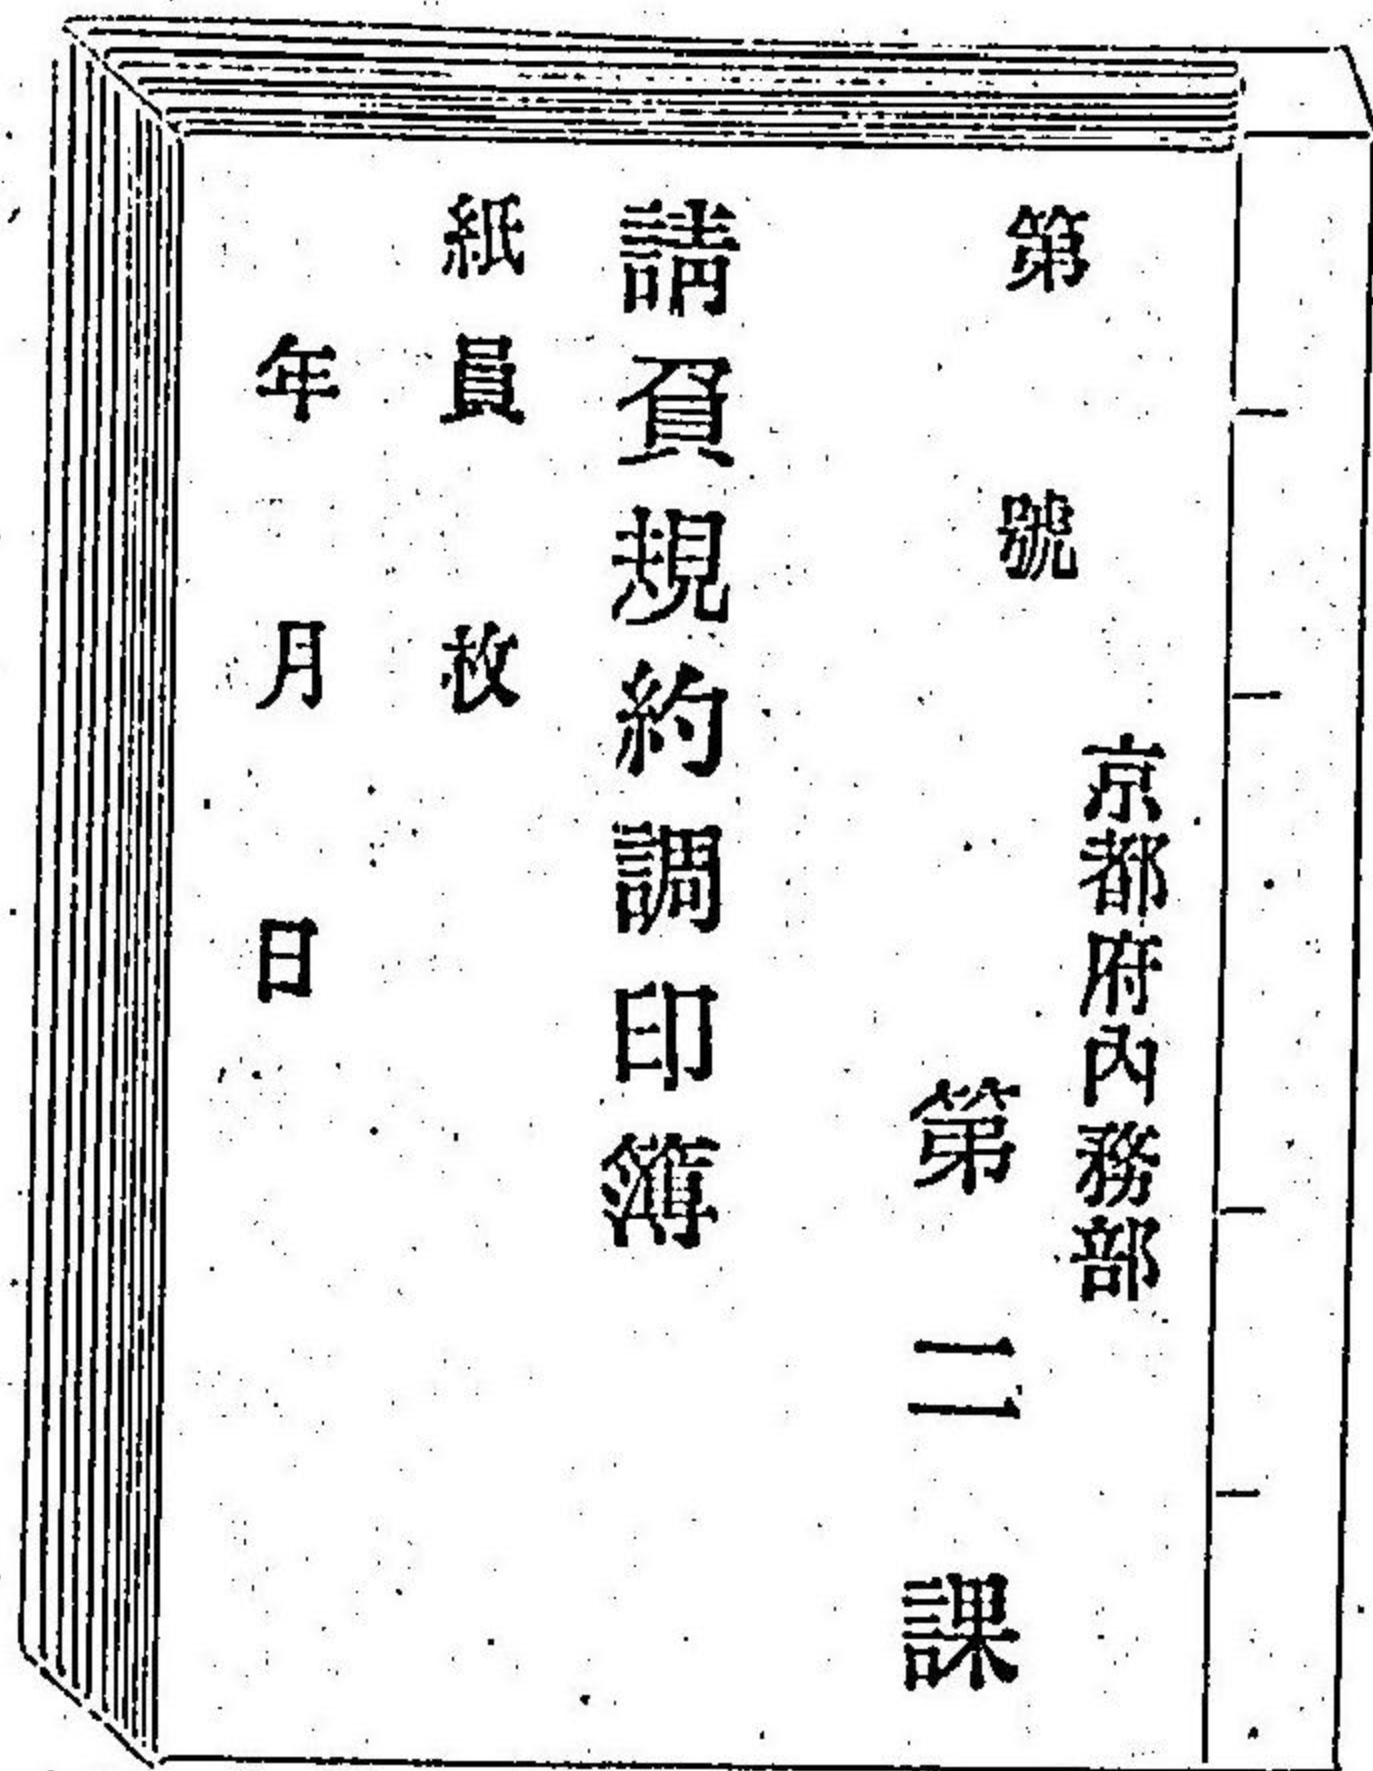 京都府內務部
第號
第二課
請負規約調印簿
紙員枚
年月日